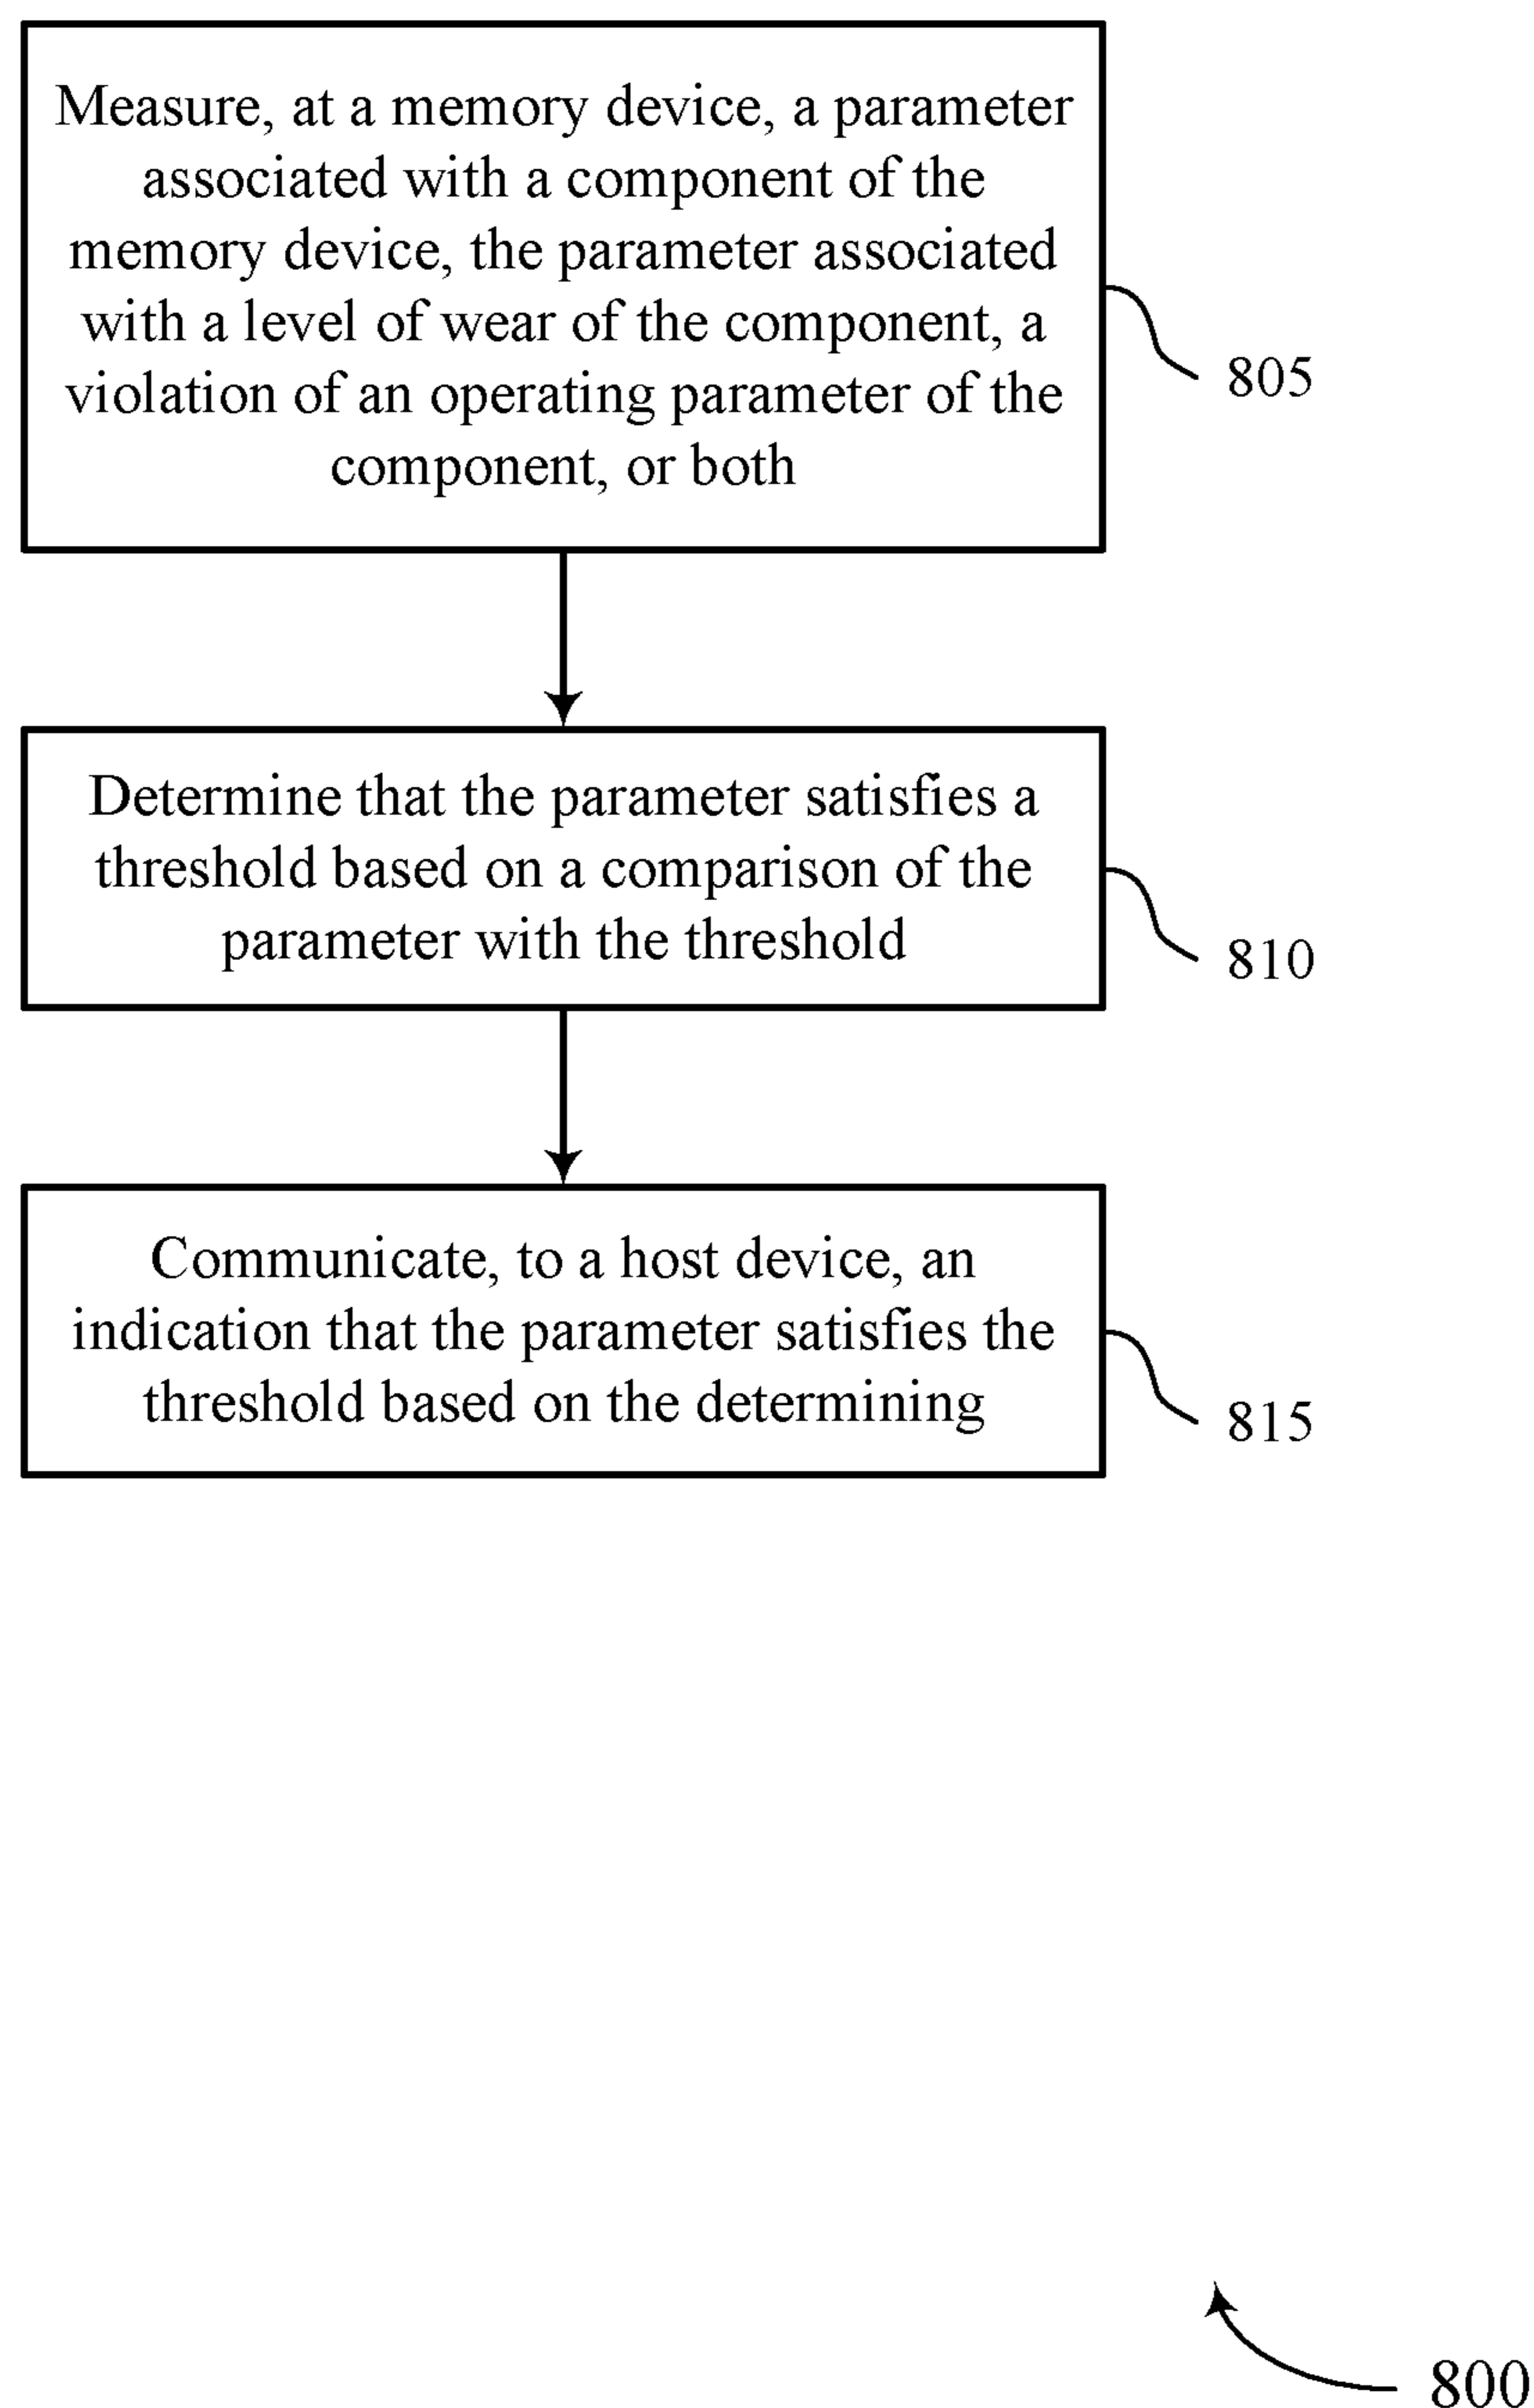 Measure, at a memory device, a parameter
associated with a component of the
memory device, the parameter associated
with a level of wear of the component, a
violation of an operating parameter of the
component, or both
805
Determine that the parameter satisfies a
threshold based on a comparison of the
parameter with the threshold
810
Communicate, to a host device, an
indication that the parameter satisfies the
threshold based on the determining
815
800